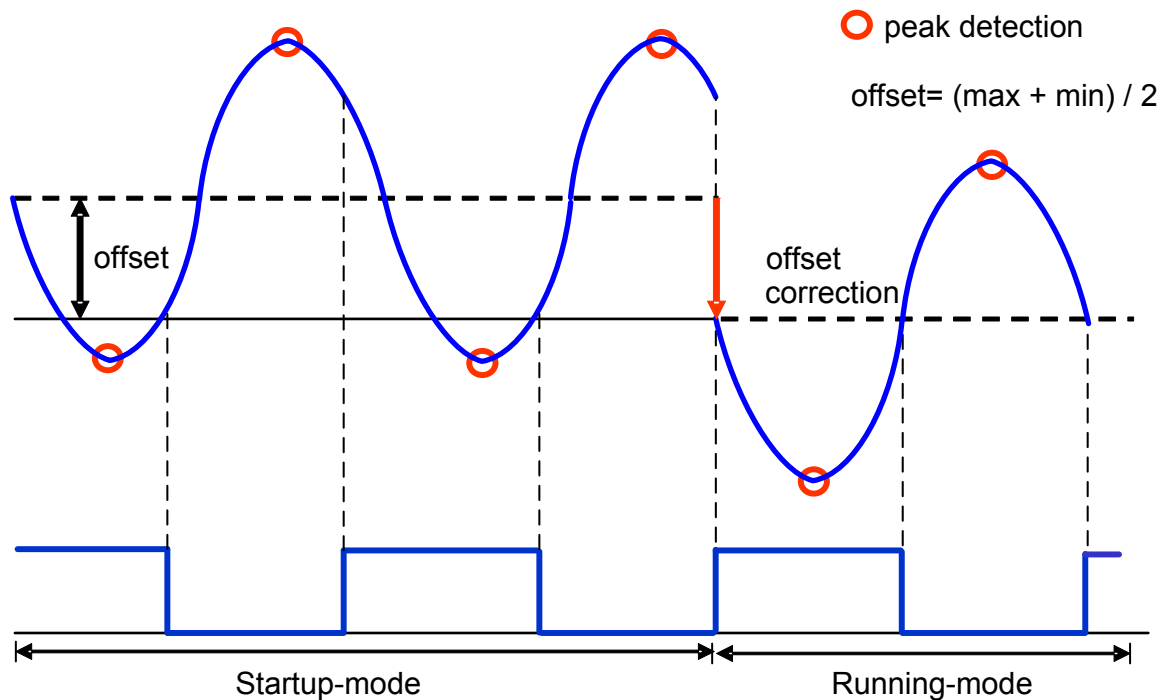 peak detection
offset= (max + min) / 2
offset
offset
correction
Startup-mode
Running-mode